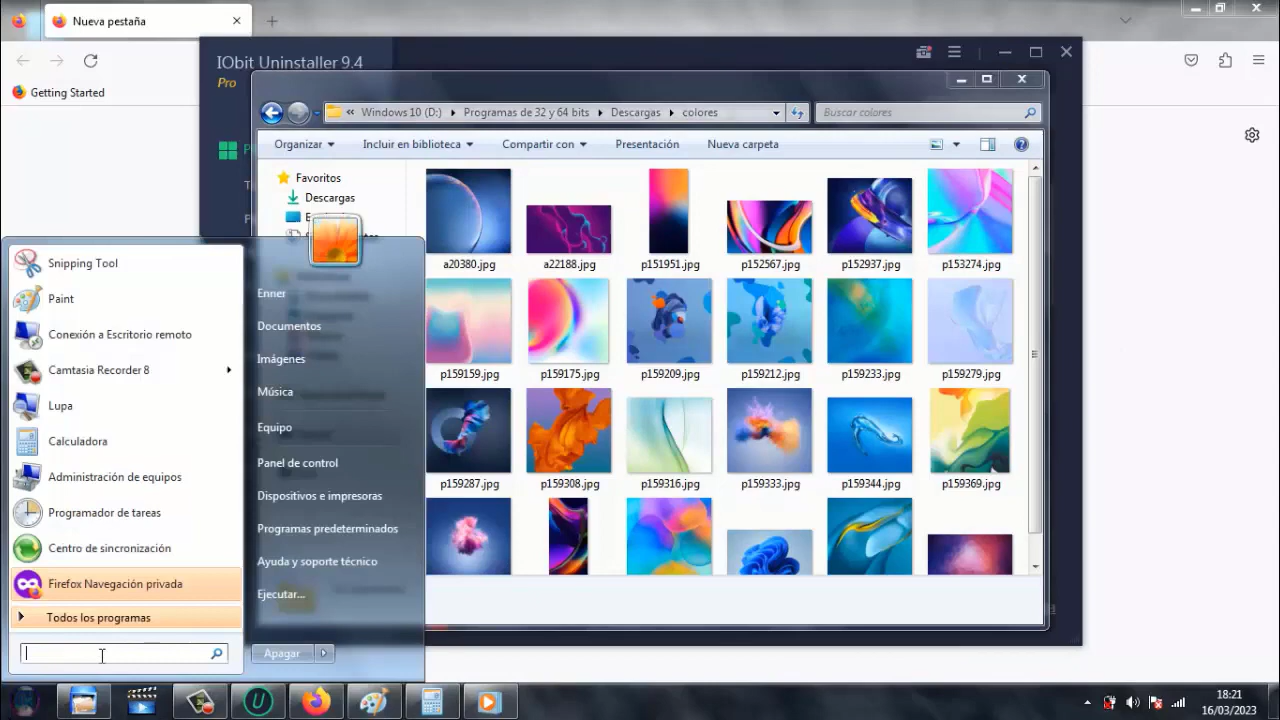 Nueva pestaña
Getting Started
IObit Uninstaller 9.4
Pro
Windows 10 (D:)
Programas de 32 y 64 bits
Descargas
colores
Buscar colores
Organizar
Incluir en biblioteca
Compartir con
Presentación
Nueva carpeta
Favoritos
Descargas
a20380.jpg
a22188.jpg
p151951.jpg
p152567.jpg
p152937.jpg
p153274.jpg
p159159.jpg
p159175.jpg
p159209.jpg
p159212.jpg
p159233.jpg
p159279.jpg
p159287.jpg
p159308.jpg
p159316.jpg
p159333.jpg
p159344.jpg
p159369.jpg
Snipping Tool
Paint
Conexión a Escritorio remoto
Camtasia Recorder 8
Lupa
Calculadora
Administración de equipos
Programador de tareas
Centro de sincronización
Firefox Navegación privada
Todos los programas
Enner
Documentos
Imágenes
Música
Equipo
Panel de control
Dispositivos e impresoras
Programas predeterminados
Ayuda y soporte técnico
Ejecutar...
Apagar
18:21
16/03/2023